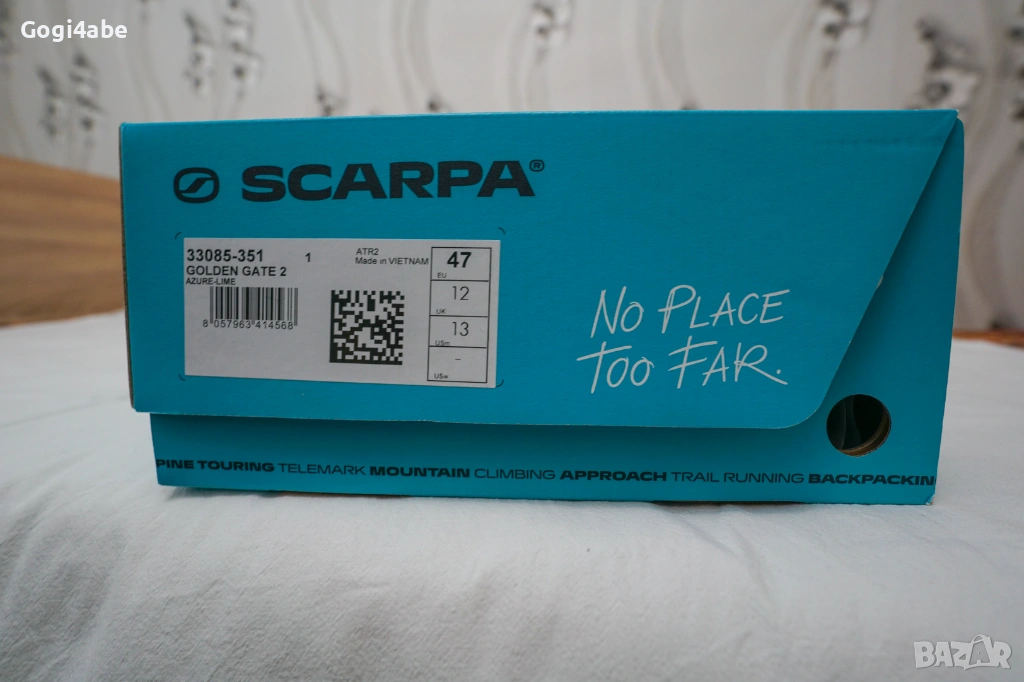 Gogi4abe
SCARPA®
33085-351 1
GOLDEN GATE 2
AZURE-LIME
8 057963 414568
ATR2
Made in VIETNAM
47
EU
12
UK
13
USm
-
USw
NO PLACE
TOO FAR.
PINE TOURING TELEMARK MOUNTAIN CLIMBING APPROACH TRAIL RUNNING BACKPACKIN
BAZAR